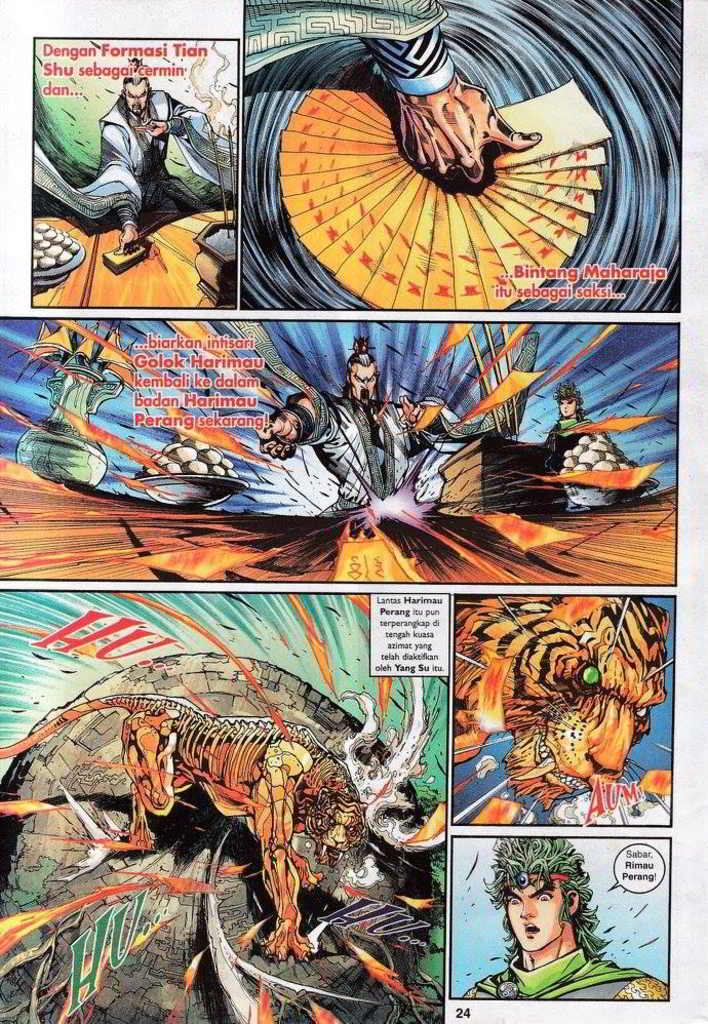 Dengan Formasi Tian
Shu sebagai cermin
dan...
...Bintang Maharaja
itu sebagai saksi...
...biarkan intisari
Golok Harimau
kembali ke dalam
badan Harimau
Perang sekarang!
Lantas Harimau
Perang itu pun
terperangkap di
tengah kuasa
azimat yang
telah diaktifkan
oleh Yang Su itu.
HU...
HU...
HU...
AUM
Sabar,
Rimau
Perang!
24